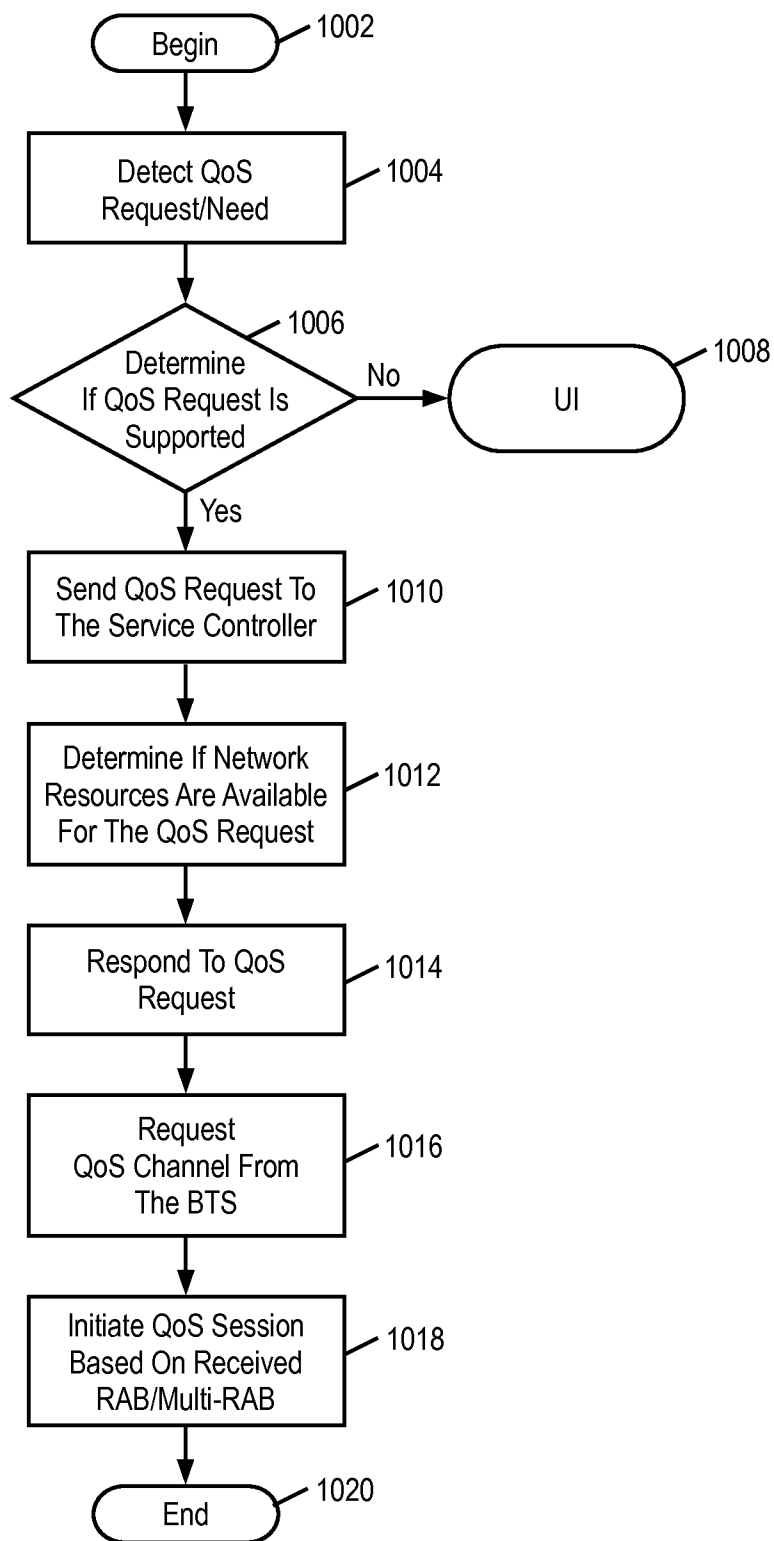 Begin
1002
Detect QoS
Request/Need
1004
1006
Determine
If QoS Request Is
Supported
No
UI
1008
Yes
Send QoS Request To
The Service Controller
1010
Determine If Network
Resources Are Available
For The QoS Request
1012
Respond To QoS
Request
1014
Request
QoS Channel From
The BTS
1016
Initiate QoS Session
Based On Received
RAB/Multi-RAB
1018
End
1020